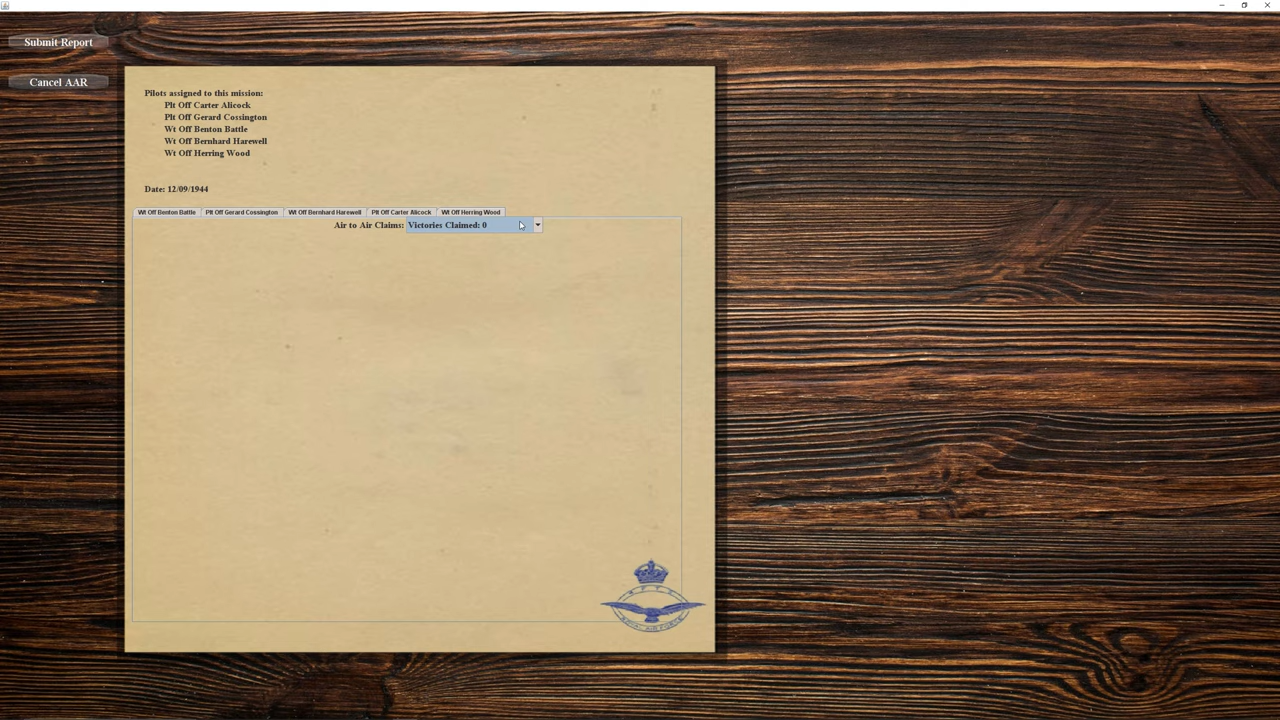 Submit Report
Cancel AAR
Pilots assigned to this mission:
Plt Off Carter Alicock
Plt Off Gerard Cossington
Wt Off Benton Battle
Wt Off Bernhard Harewell
Wt Off Herring Wood
Date: 12/09/1944
Wt Off Benton Battle Plt Off Gerard Cossington Wt Off Bernhard Harewell Plt Off Carter Alicock Wt Off Herring Wood
Air to Air Claims: Victories Claimed: 0